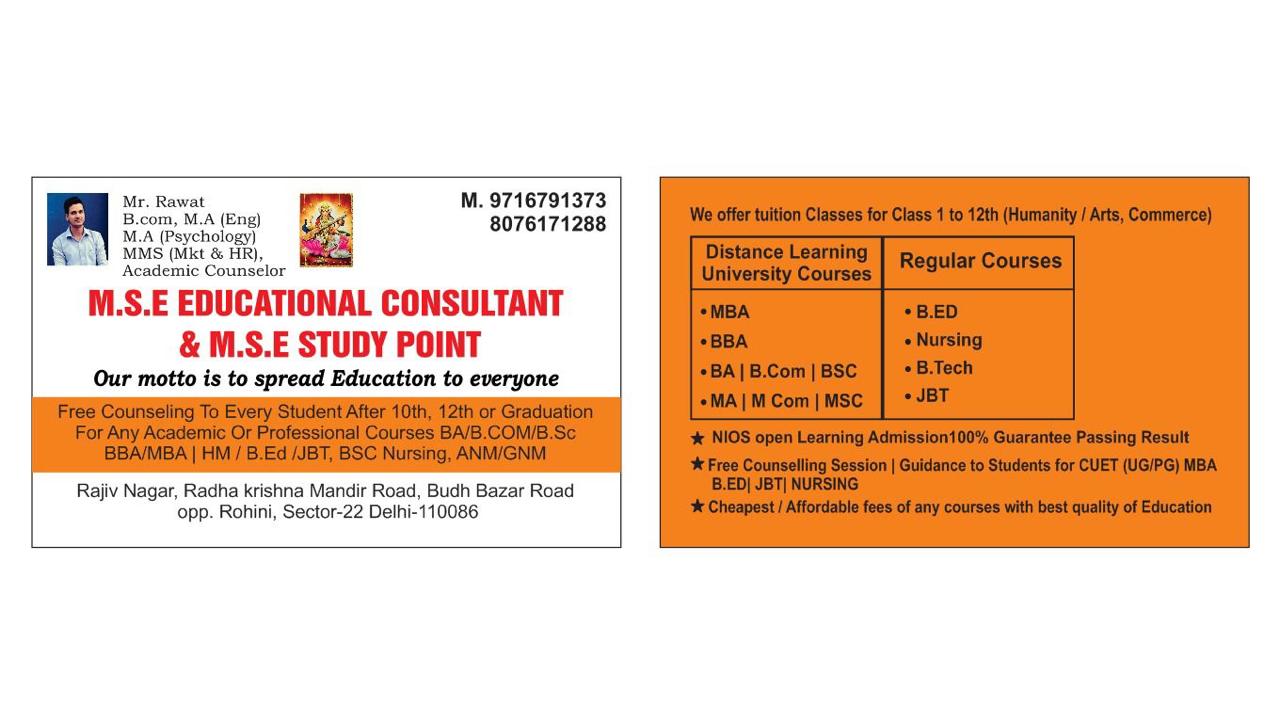 Mr. Rawat
B.com, M.A (Eng)
M.A (Psychology)
MMS (Mkt & HR),
Academic Counselor
M. 9716791373
8076171288
M.S.E EDUCATIONAL CONSULTANT
& M.S.E STUDY POINT
Our motto is to spread Education to everyone
Free Counseling To Every Student After 10th, 12th or Graduation
For Any Academic Or Professional Courses BA/B.COM/B.Sc
BBA/MBA | HM / B.Ed /JBT, BSC Nursing, ANM/GNM
Rajiv Nagar, Radha krishna Mandir Road, Budh Bazar Road
opp. Rohini, Sector-22 Delhi-110086
We offer tuition Classes for Class 1 to 12th (Humanity / Arts, Commerce)
Distance Learning
University Courses
• MBA
• BBA
• BA | B.Com | BSC
• MA | M Com | MSC
Regular Courses
• B.ED
• Nursing
• B.Tech
• JBT
★ NIOS open Learning Admission100% Guarantee Passing Result
★ Free Counselling Session | Guidance to Students for CUET (UG/PG) MBA
B.ED| JBT| NURSING
★ Cheapest / Affordable fees of any courses with best quality of Education